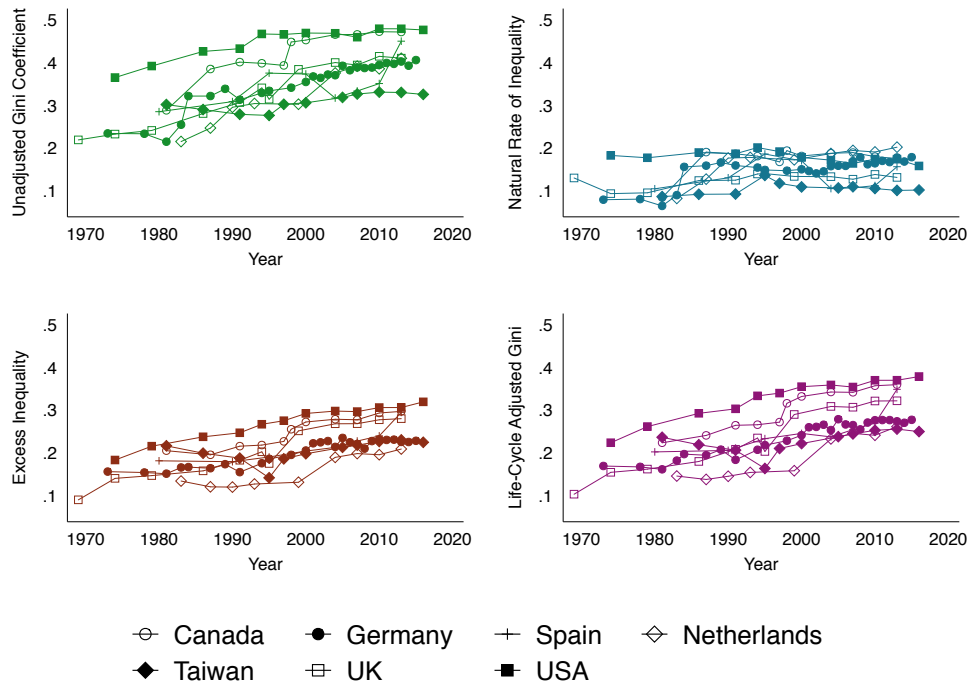 Unadjusted Gini Coefficient
.5
.4
.3
.2
.1
1970 1980 1990 2000 2010 2020
Year
Natural Rate of Inequality
.5
.4
.3
.2
.1
1970 1980 1990 2000 2010 2020
Year
Excess Inequality
.5
.4
.3
.2
.1
1970 1980 1990 2000 2010 2020
Year
Life-Cycle Adjusted Gini
.5
.4
.3
.2
.1
1970 1980 1990 2000 2010 2020
Year
Canada Germany Spain Netherlands
Taiwan UK USA